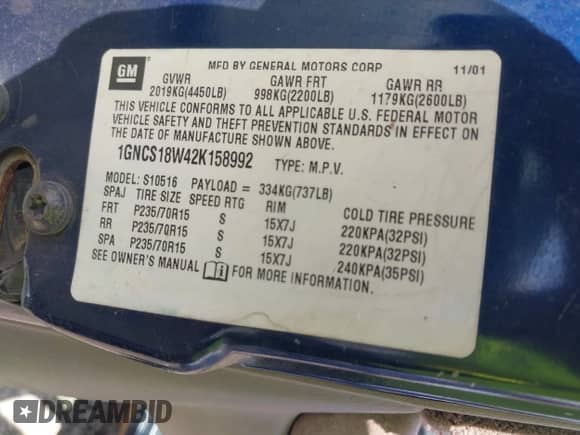 GM
MFD BY GENERAL MOTORS CORP 11/01
GVWR GAWR FRT GAWR RR
2019KG(4450LB) 998KG(2200LB) 1179KG(2600LB)
THIS VEHICLE CONFORMS TO ALL APPLICABLE U.S. FEDERAL MOTOR
VEHICLE SAFETY AND THEFT PREVENTION STANDARDS IN EFFECT ON
THE DATE OF MANUFACTURE SHOWN ABOVE.
1GNCS18W42K158992 TYPE: M.P.V.
MODEL: S10516 PAYLOAD = 334KG(737LB)
SPAJ TIRE SIZE SPEED RTG RIM COLD TIRE PRESSURE
FRT P235/70R15 S 15X7J 220KPA(32PSI)
RR P235/70R15 S 15X7J 220KPA(32PSI)
SPA P235/70R15 S 15X7J 240KPA(35PSI)
SEE OWNER'S MANUAL FOR MORE INFORMATION.
DREAMBID